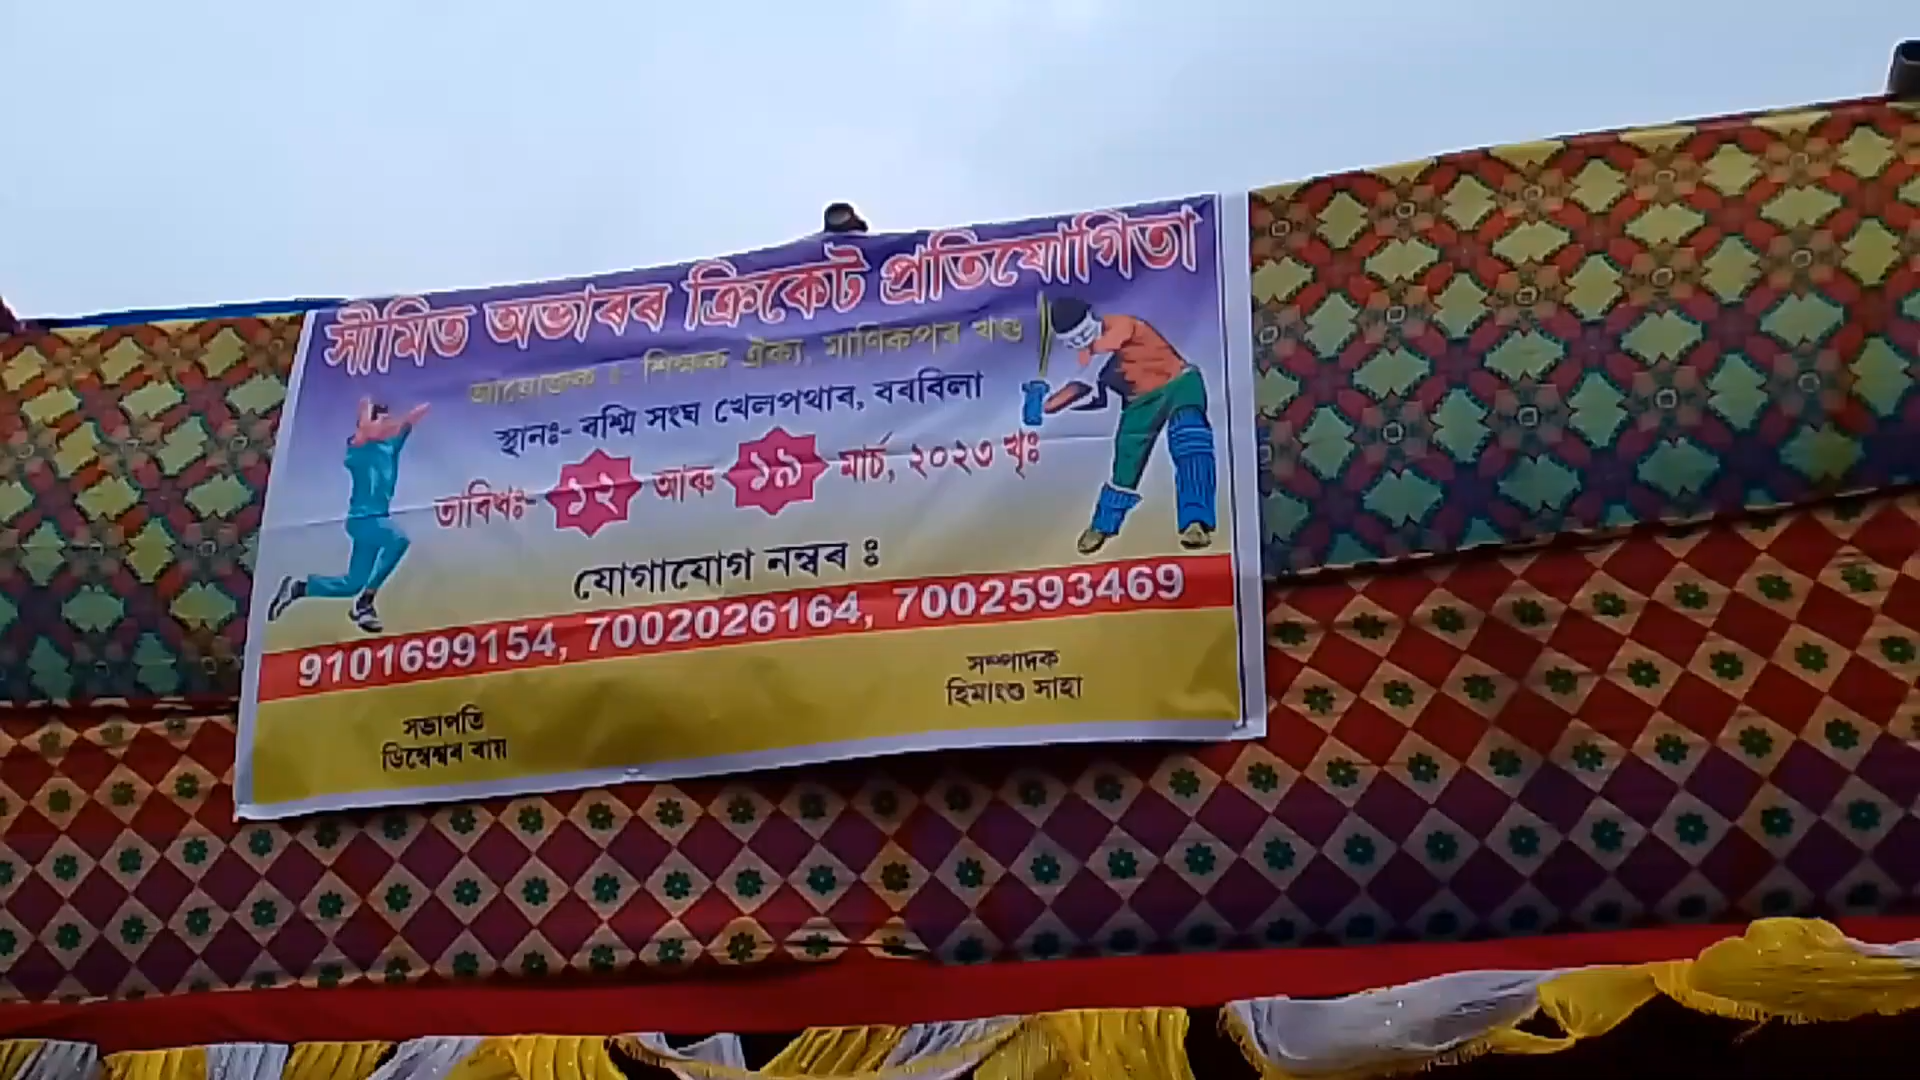 সীমিত অভাৰৰ ক্ৰিকেট প্ৰতিযোগিতা
আয়োজক ঃ- শিক্ষক ঐক্য, মাণিকপুৰ খণ্ড
স্থানঃ- ৰশ্মি সংঘ খেলপথাৰ, বৰবিলা
তাৰিখঃ- ১২ আৰু ১৯ মাৰ্চ, ২০২৩ খৃঃ
যোগাযোগ নম্বৰ ঃ
9101699154, 7002026164, 7002593469
সভাপতি
ডিম্বেশ্বৰ ৰায়
সম্পাদক
হিমাংশু সাহা